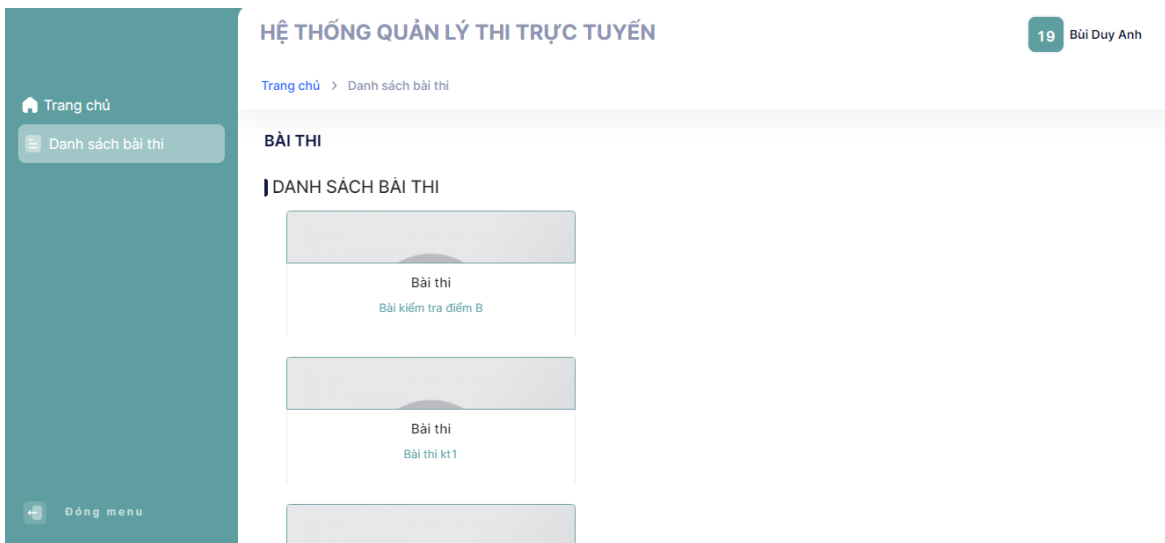 HỆ THỐNG QUẢN LÝ THI TRỰC TUYẾN
19 Bùi Duy Anh
Trang chủ > Danh sách bài thi
Trang chủ
Danh sách bài thi
BÀI THI
DANH SÁCH BÀI THI
Bài thi
Bài kiểm tra điểm B
Bài thi
Bài thi kt1
Đóng menu